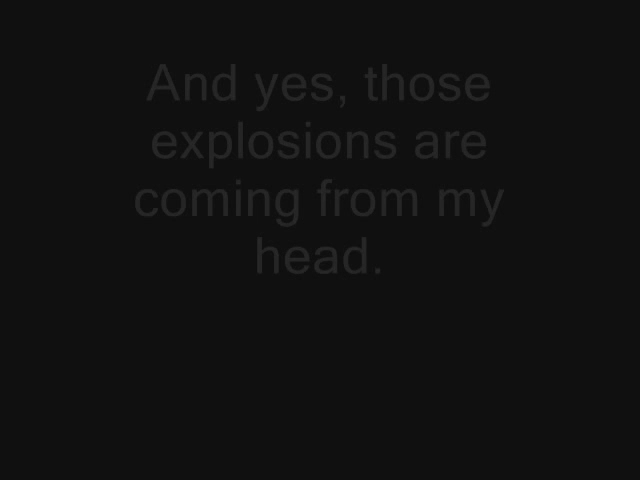 And yes, those
explosions are
coming from my
head.